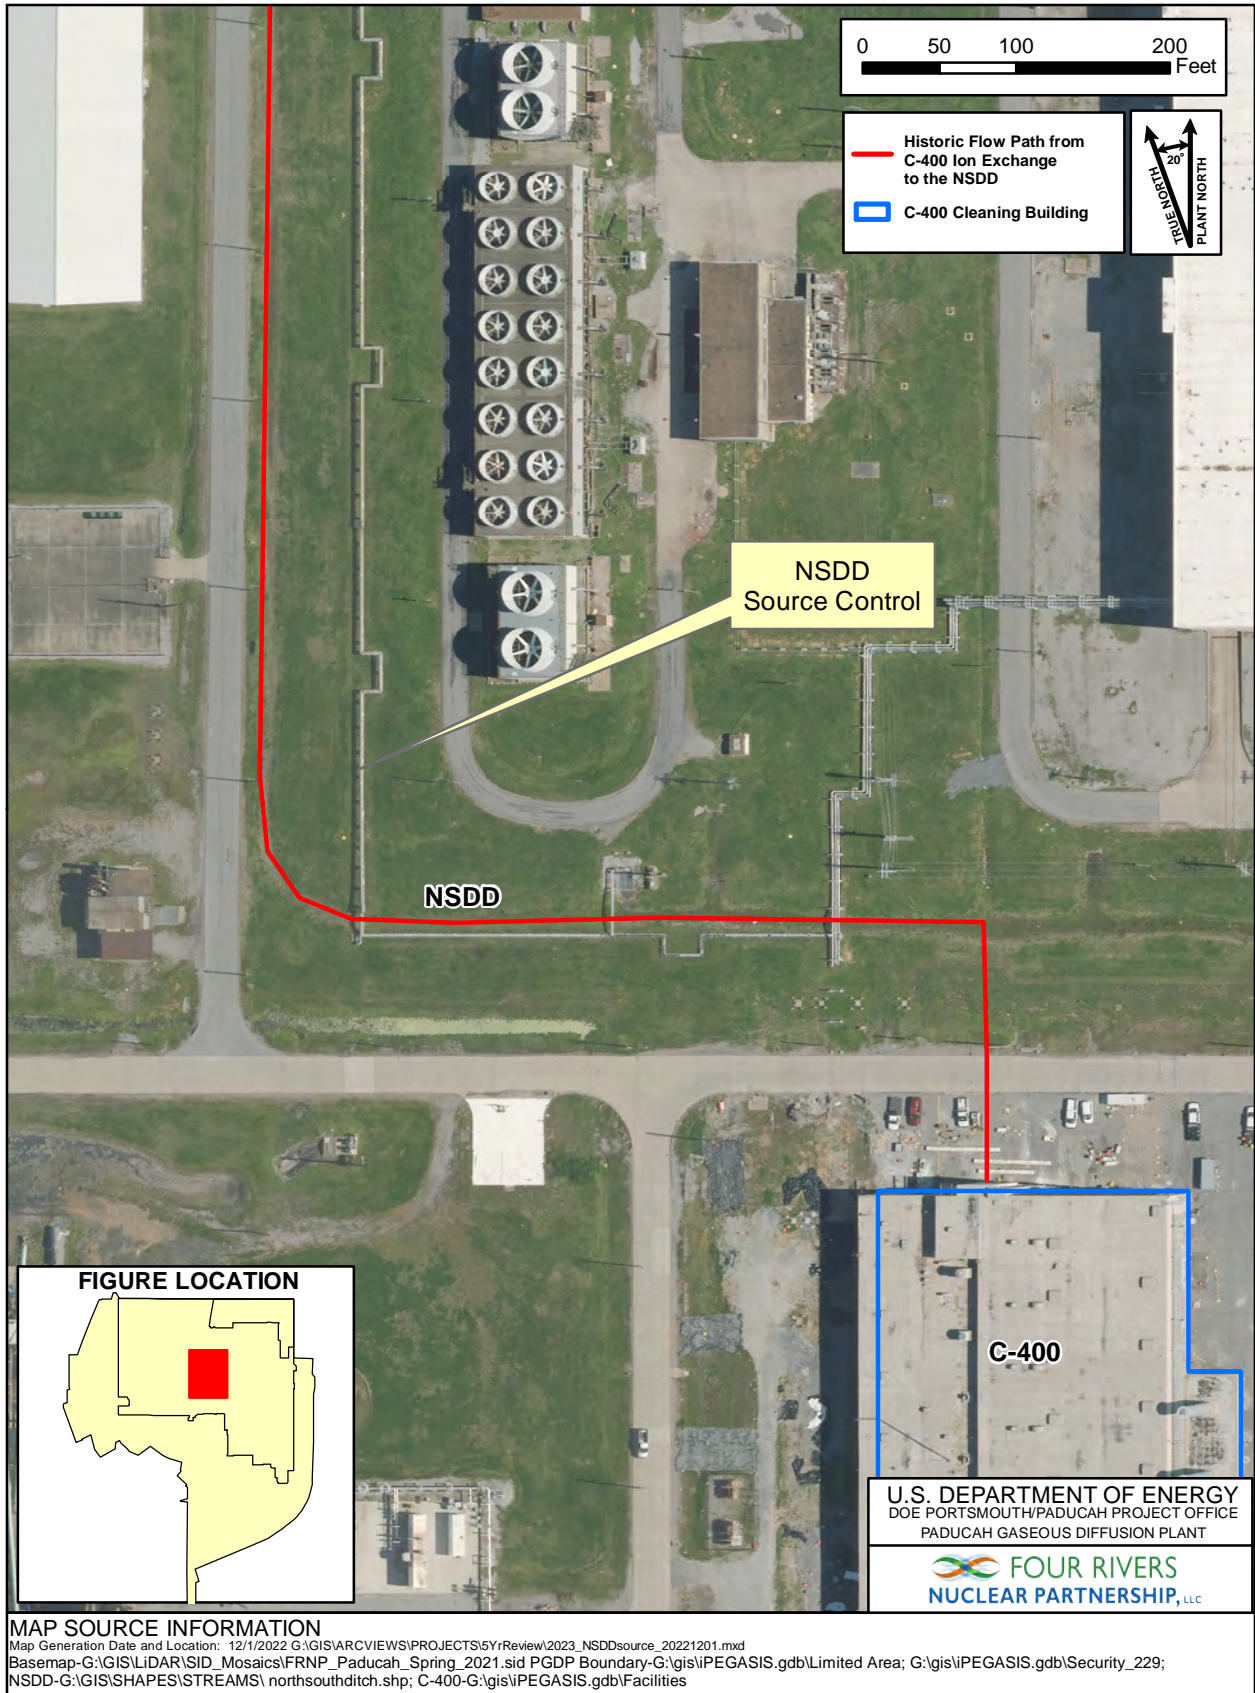 0 50 100 200
Feet
Historic Flow Path from
C-400 Ion Exchange
to the NSDD
C-400 Cleaning Building
20°
TRUE NORTH
PLANT NORTH
NSDD
Source Control
NSDD
C-400
FIGURE LOCATION
U.S. DEPARTMENT OF ENERGY
DOE PORTSMOUTH/PADUCAH PROJECT OFFICE
PADUCAH GASEOUS DIFFUSION PLANT
FOUR RIVERS
NUCLEAR PARTNERSHIP, LLC
MAP SOURCE INFORMATION
Map Generation Date and Location: 12/1/2022 G:\GIS\ARCVIEWS\PROJECTS\5YrReview\2023_NSDDsource_20221201.mxd
Basemap-G:\GIS\LiDAR\SID_Mosaics\FRNP_Paducah_Spring_2021.sid PGDP Boundary-G:\gis\iPEGASIS.gdb\Limited Area; G:\gis\iPEGASIS.gdb\Security_229;
NSDD-G:\GIS\SHAPES\STREAMS\ northsouthditch.shp; C-400-G:\gis\iPEGASIS.gdb\Facilities